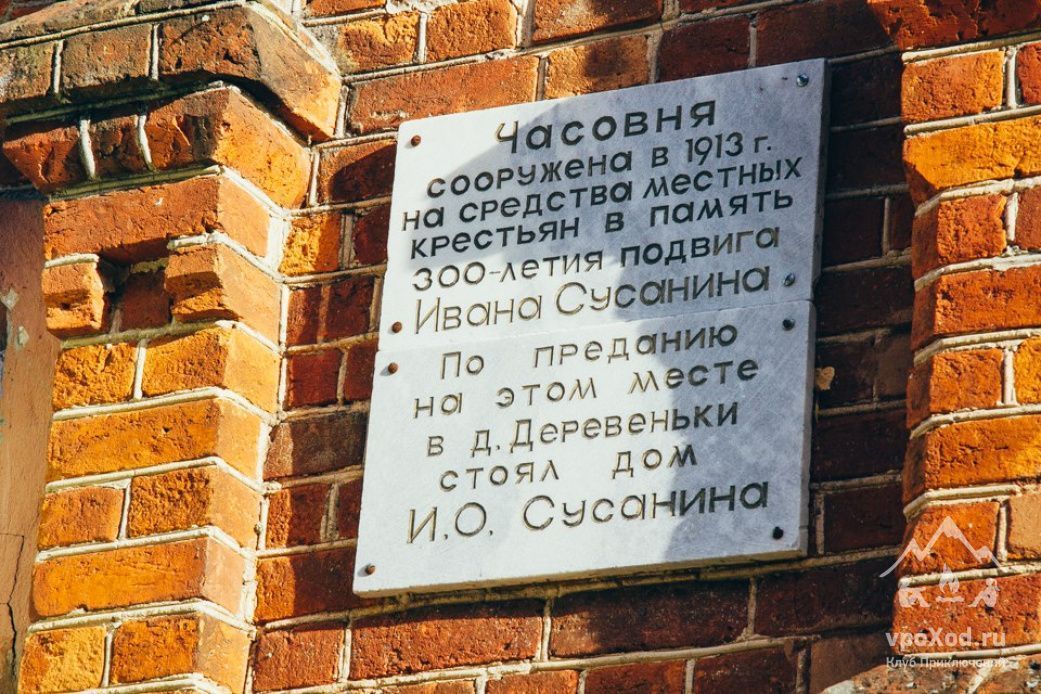 Часовня
сооружена в 1913 г.
на средства местных
крестьян в память
300-летия подвига
Ивана Сусанина
По преданию
на этом месте
в д. Деревеньки
стоял дом
И.О. Сусанина
vpoXod.ru
Клуб Приключений